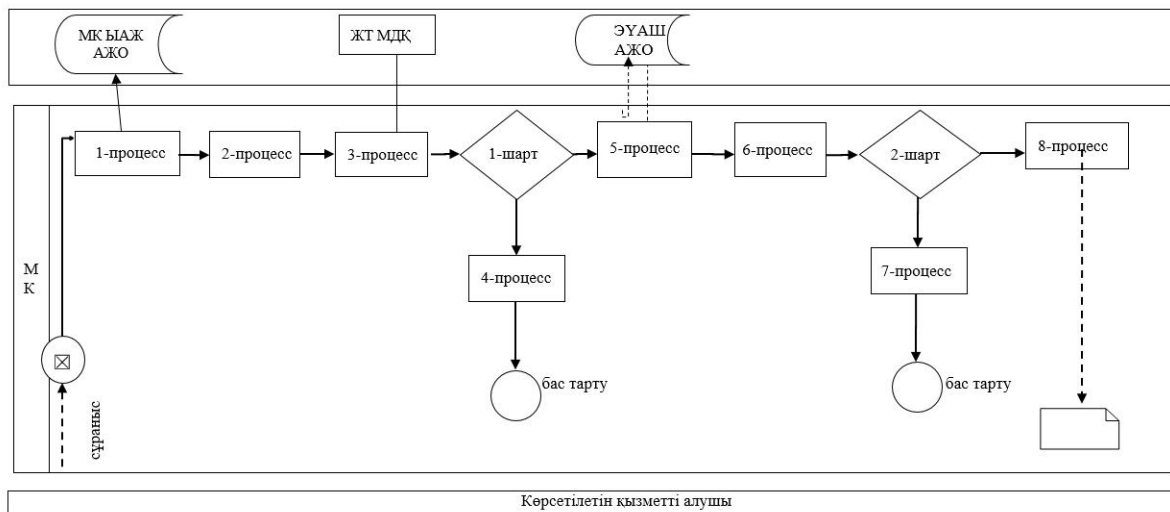 МК ЫАЖ
АЖО
ЖТ МДҚ
ЭҮАШ
АЖО
1-процесс
2-процесс
3-процесс
1-шарт
5-процесс
6-процесс
2-шарт
8-процесс
М
К
4-процесс
7-процесс
бас тарту
бас тарту
сұраныс
Көрсетілетін қызметті алушы